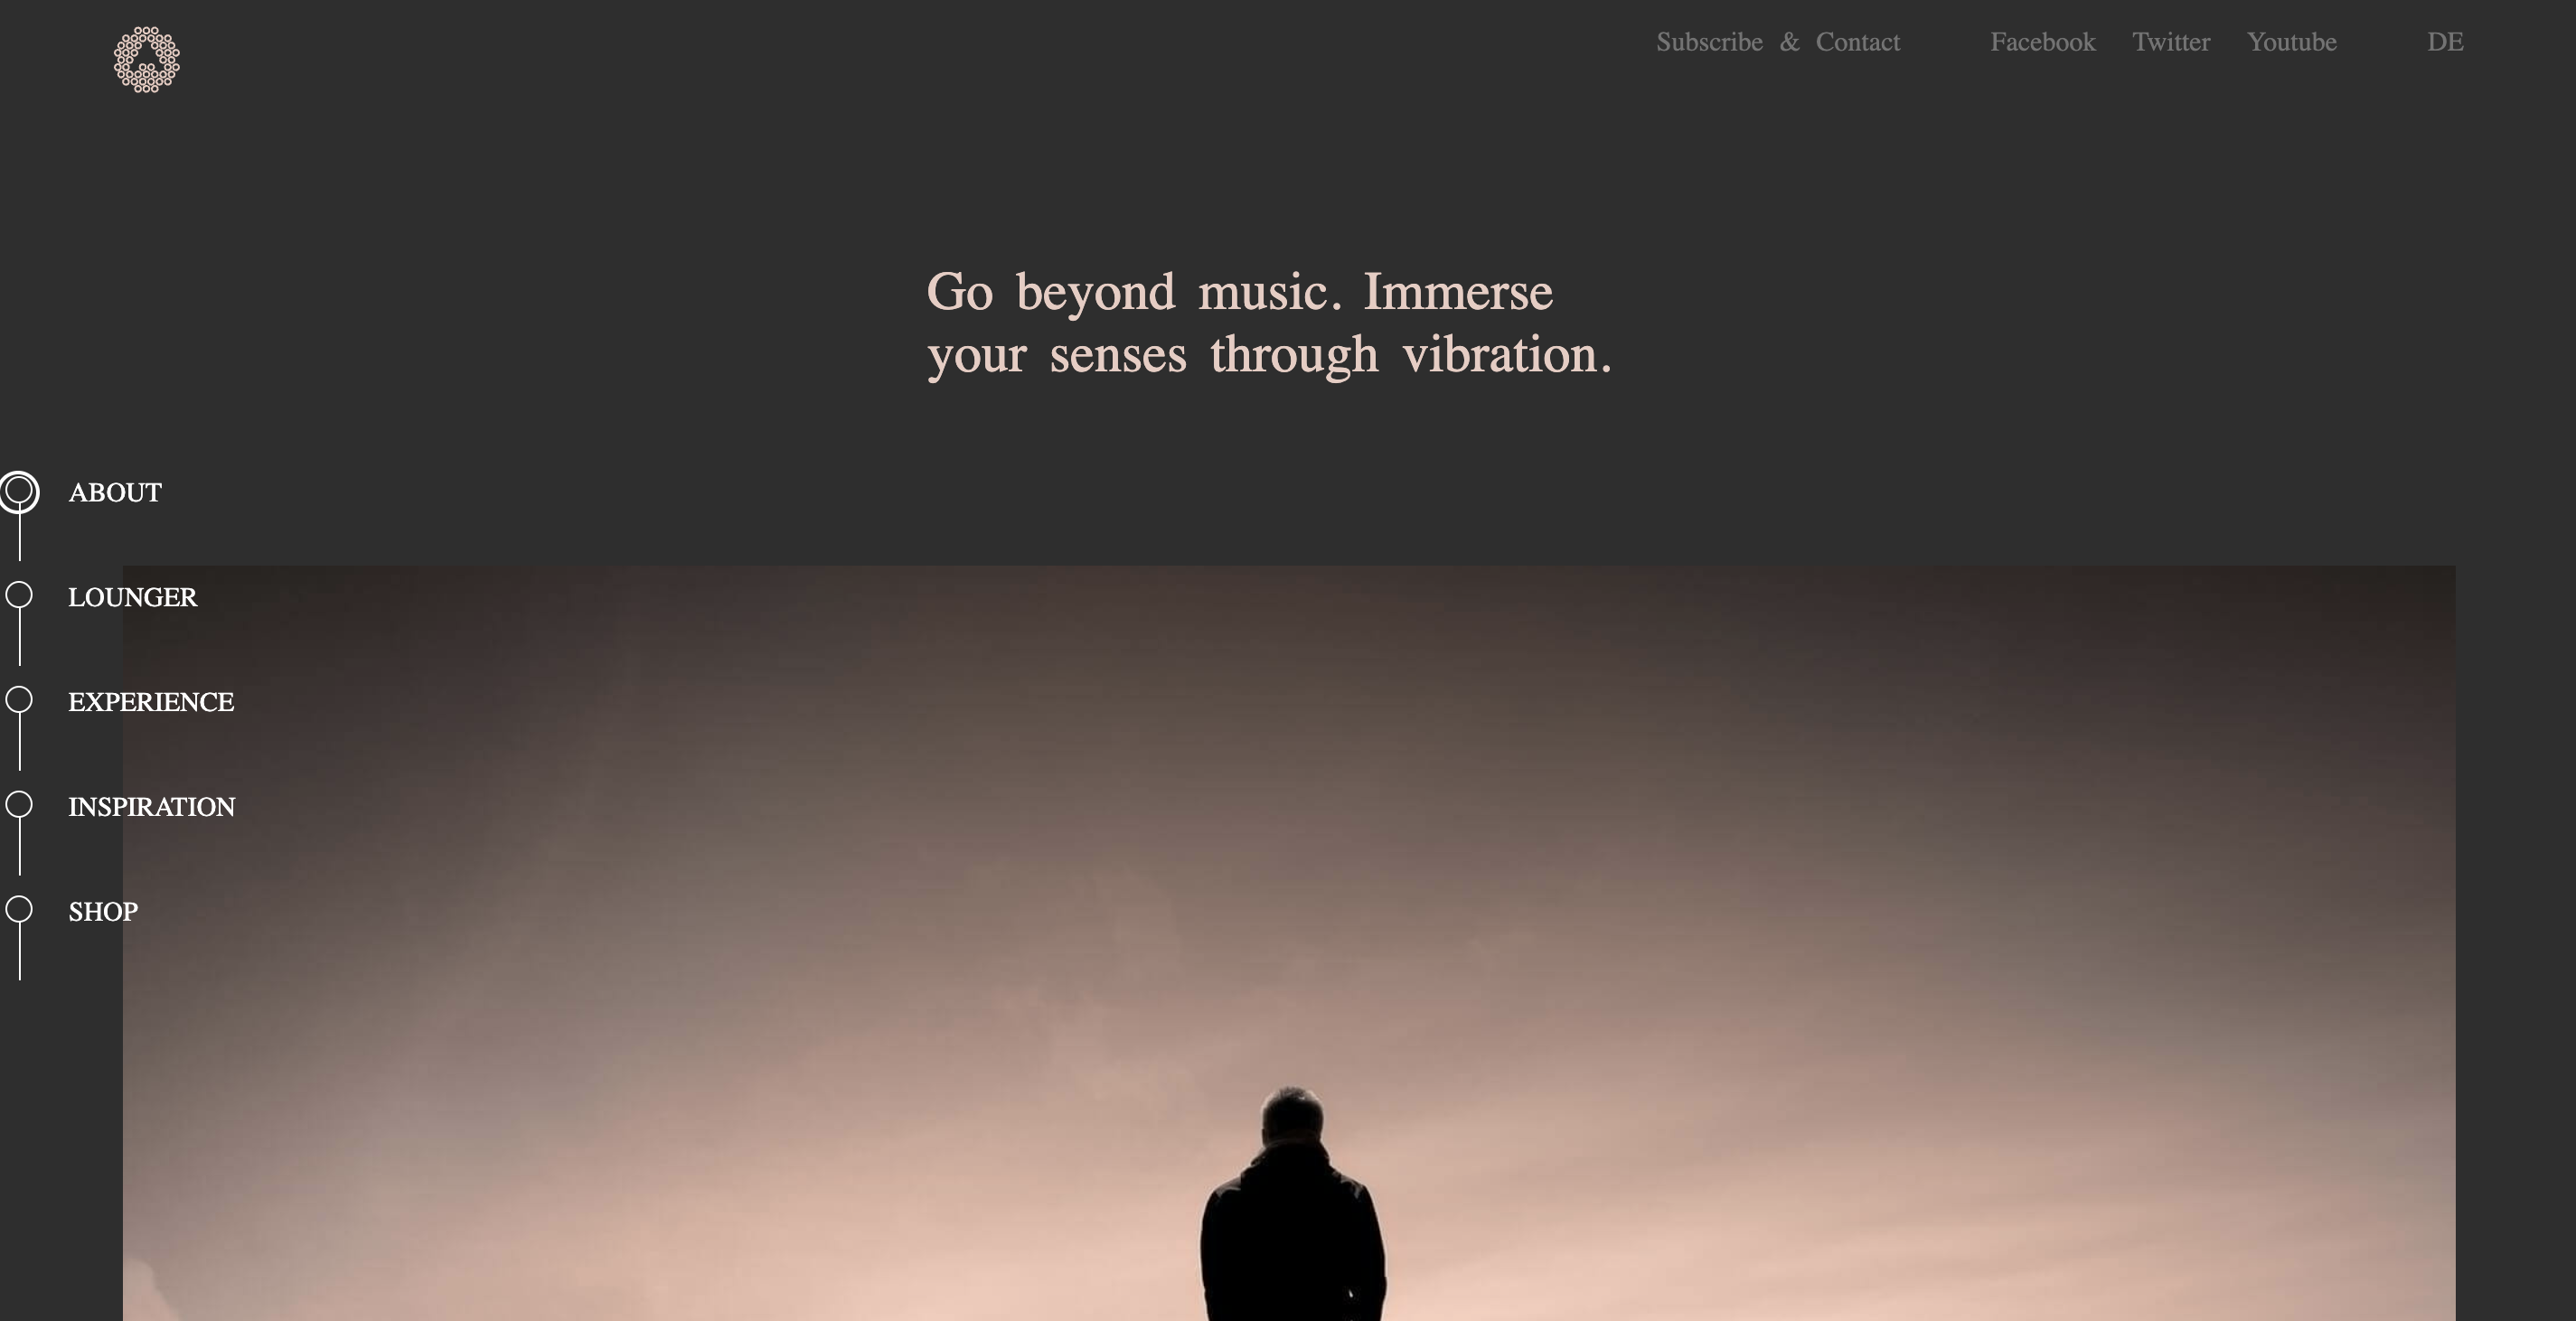 Subscribe & Contact Facebook Twitter Youtube DE
Go beyond music. Immerse
your senses through vibration.
ABOUT
LOUNGER
EXPERIENCE
INSPIRATION
SHOP